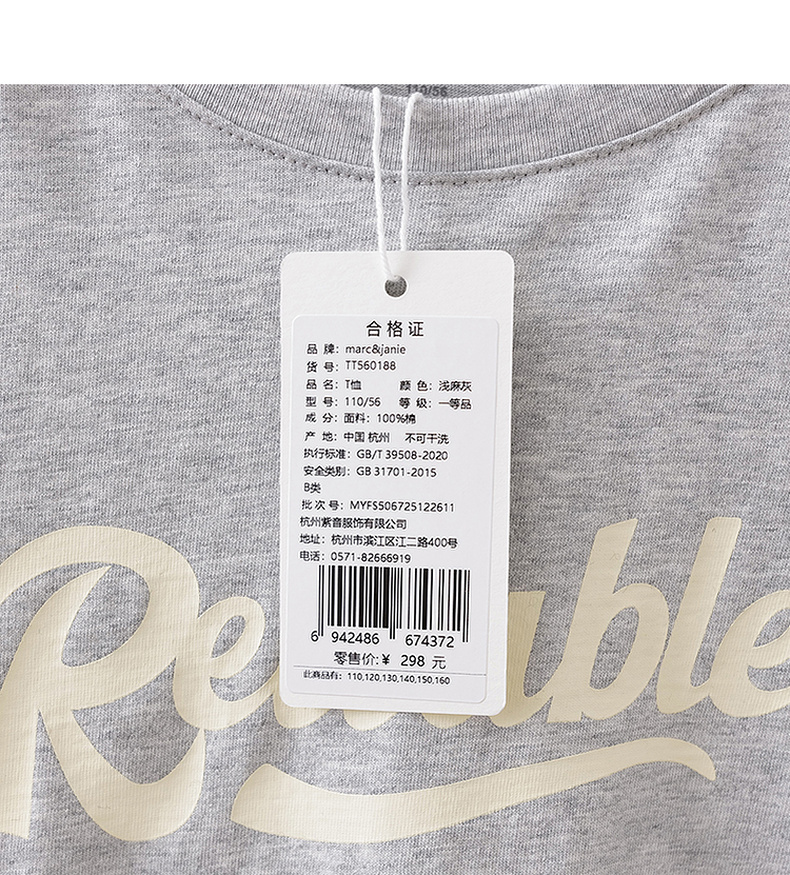 110/56
合格证
品 牌：marc&janie
货 号：TT560188
品 名：T恤 颜 色：浅麻灰
型 号：110/56 等 级：一等品
成 分：面料：100%棉
产 地：中国 杭州 不可干洗
执行标准：GB/T 39508-2020
安全类别：GB 31701-2015
B类
批 次 号：MYFS506725122611
杭州紫音服饰有限公司
地址：杭州市滨江区江二路400号
电话：0571-82666919
6 942486 674372
零售价:¥ 298 元
此商品有：110,120,130,140,150,160